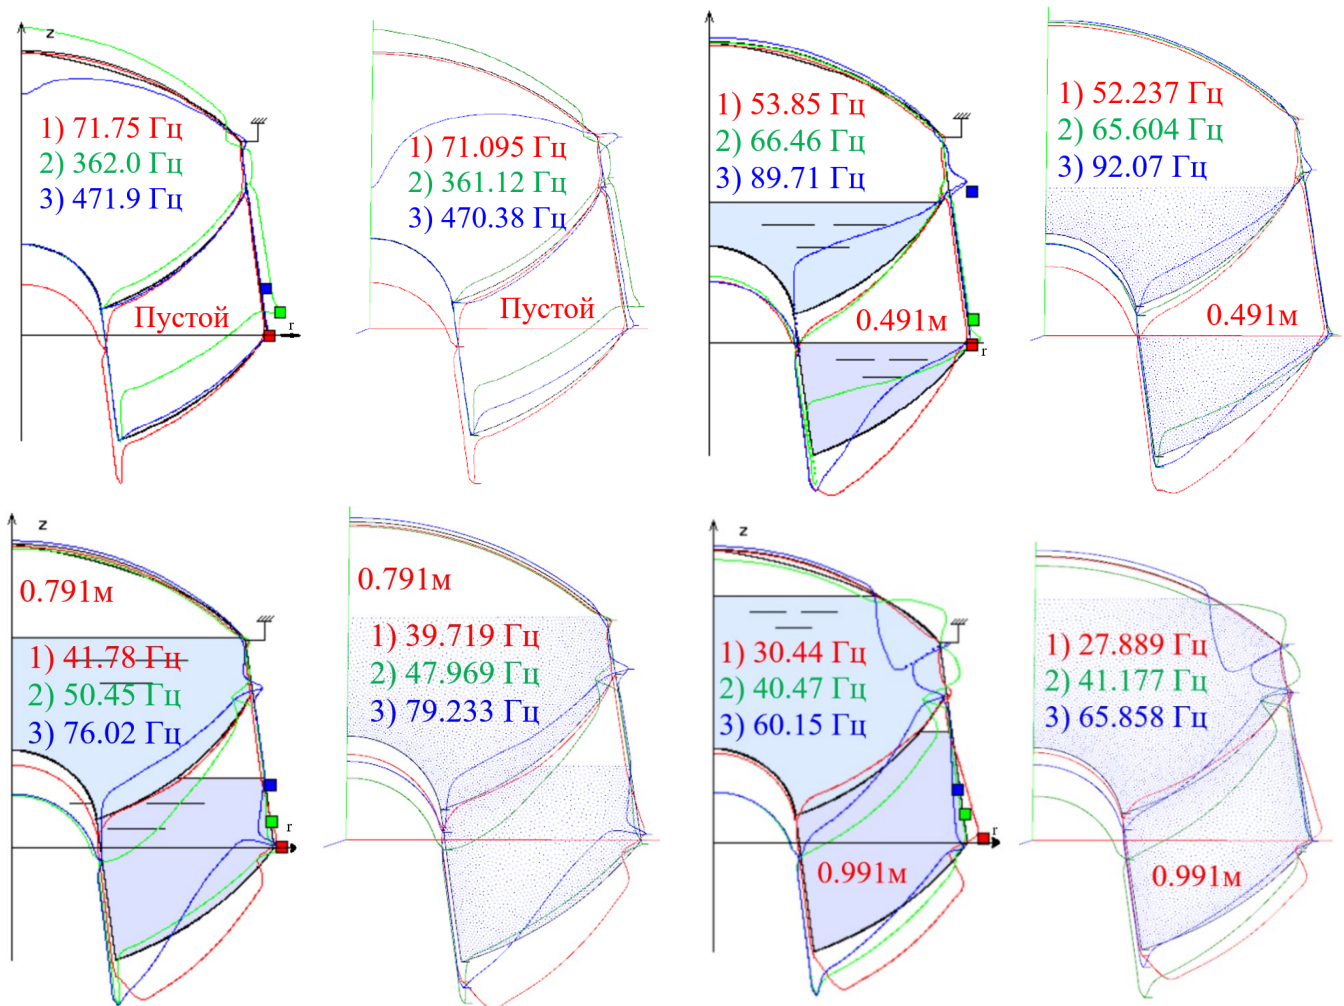 z
1) 71.75 Гц
2) 362.0 Гц
3) 471.9 Гц
Пустой
r
1) 71.095 Гц
2) 361.12 Гц
3) 470.38 Гц
Пустой
1) 53.85 Гц
2) 66.46 Гц
3) 89.71 Гц
0.491м
r
1) 52.237 Гц
2) 65.604 Гц
3) 92.07 Гц
0.491м
z
0.791м
1) 41.78 Гц
2) 50.45 Гц
3) 76.02 Гц
r
0.791м
1) 39.719 Гц
2) 47.969 Гц
3) 79.233 Гц
z
1) 30.44 Гц
2) 40.47 Гц
3) 60.15 Гц
r
0.991м
1) 27.889 Гц
2) 41.177 Гц
3) 65.858 Гц
0.991м